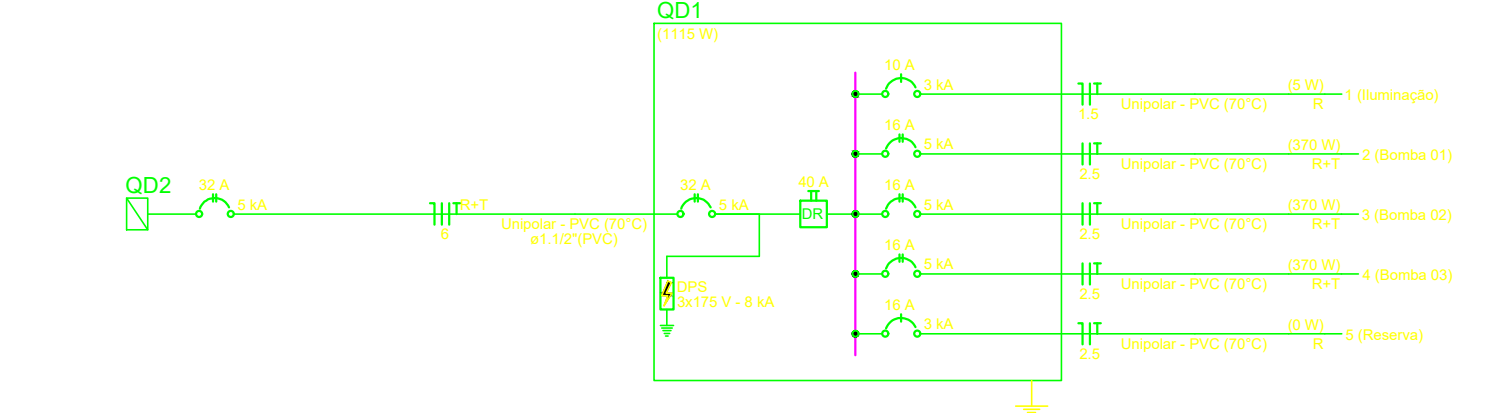 QD1
(1115 W)
10 A
3 kA
(5 W)
1 (Iluminação)
Unipolar - PVC (70°C)
R
1.5
16 A
5 kA
(370 W)
2 (Bomba 01)
Unipolar - PVC (70°C)
R+T
2.5
QD2
32 A
5 kA
R+T
6
Unipolar - PVC (70°C)
ø1.1/2"(PVC)
32 A
5 kA
40 A
DR
16 A
5 kA
(370 W)
3 (Bomba 02)
Unipolar - PVC (70°C)
R+T
2.5
16 A
5 kA
(370 W)
4 (Bomba 03)
Unipolar - PVC (70°C)
R+T
2.5
DPS
3x175 V - 8 kA
16 A
3 kA
(0 W)
5 (Reserva)
Unipolar - PVC (70°C)
R
2.5